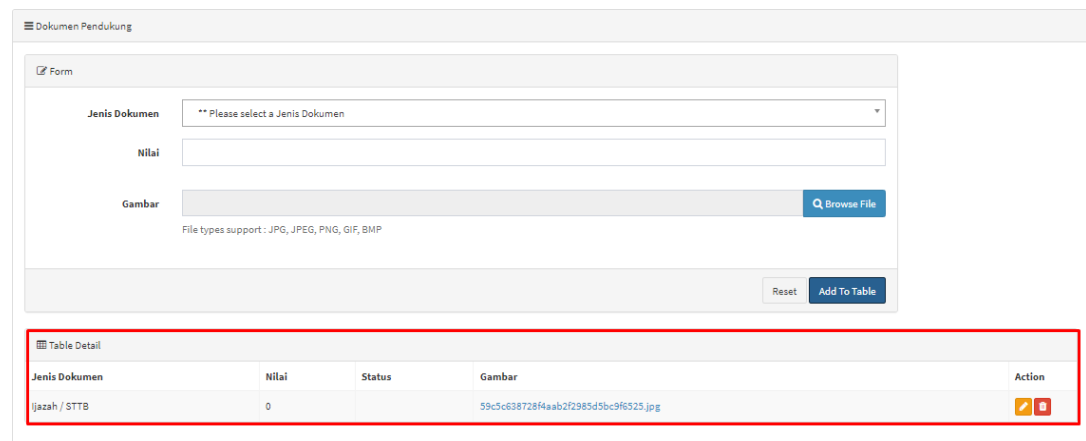 Dokumen Pendukung
Form
Jenis Dokumen ** Please select a Jenis Dokumen
Nilai
Gambar Browse File
File types support : JPG, JPEG, PNG, GIF, BMP
Reset Add To Table
Table Detail
Jenis Dokumen Nilai Status Gambar Action
Ijazah / STTB 0 59c5c638728f4aab2f2985d5bc9f6525.jpg